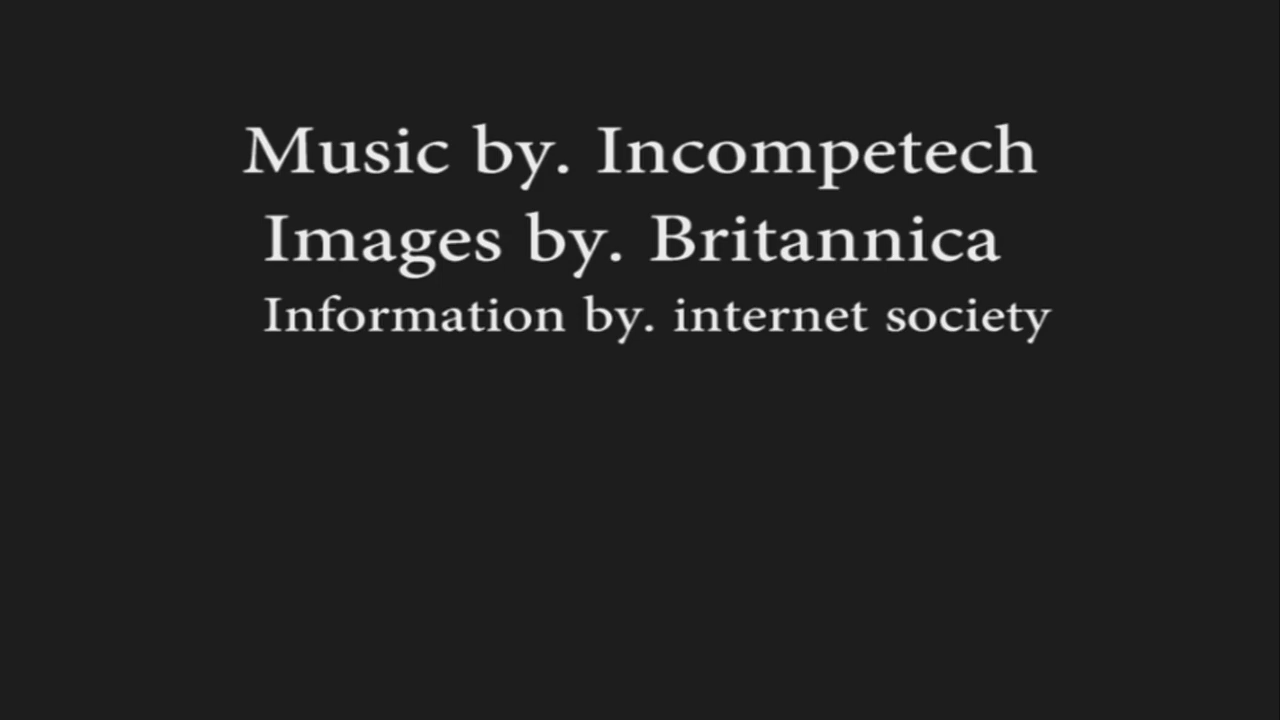 Music by. Incompetech
Images by. Britannica
Information by. internet society